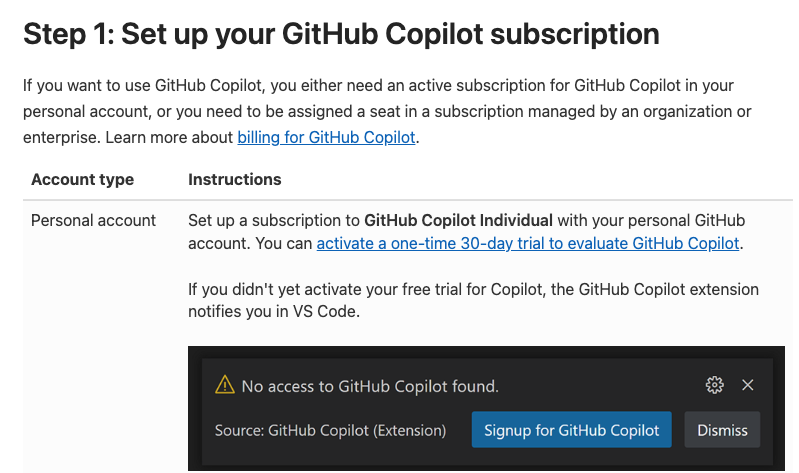 Step 1: Set up your GitHub Copilot subscription
If you want to use GitHub Copilot, you either need an active subscription for GitHub Copilot in your
personal account, or you need to be assigned a seat in a subscription managed by an organization or
enterprise. Learn more about billing for GitHub Copilot.
Account type Instructions
Personal account Set up a subscription to GitHub Copilot Individual with your personal GitHub
account. You can activate a one-time 30-day trial to evaluate GitHub Copilot.
If you didn't yet activate your free trial for Copilot, the GitHub Copilot extension
notifies you in VS Code.
No access to GitHub Copilot found.
Source: GitHub Copilot (Extension) Signup for GitHub Copilot Dismiss